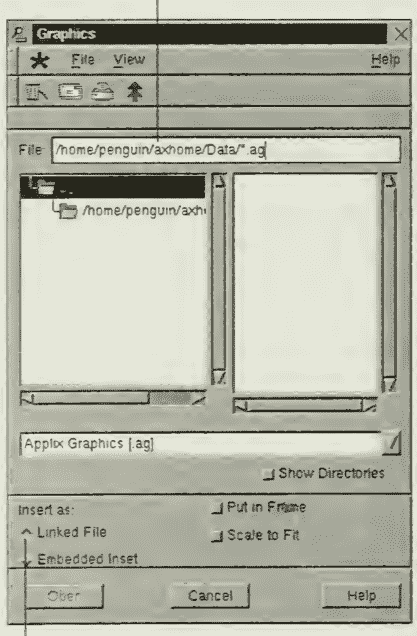 Graphics
File View Help
File: /home/penguin/axhome/Data/*.ag
..
/home/penguin/axh
Applix Graphics [.ag]
Show Directories
Insert as:
Put in Frame
Linked File
Scale to Fit
Embedded Inset
Open Cancel Help